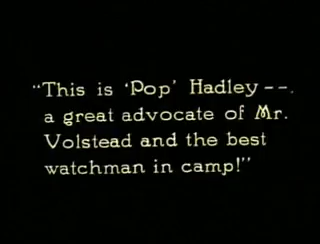 "This is 'Pop' Hadley --.
a great advocate of Mr.
Volstead and the best
watchman in camp!"